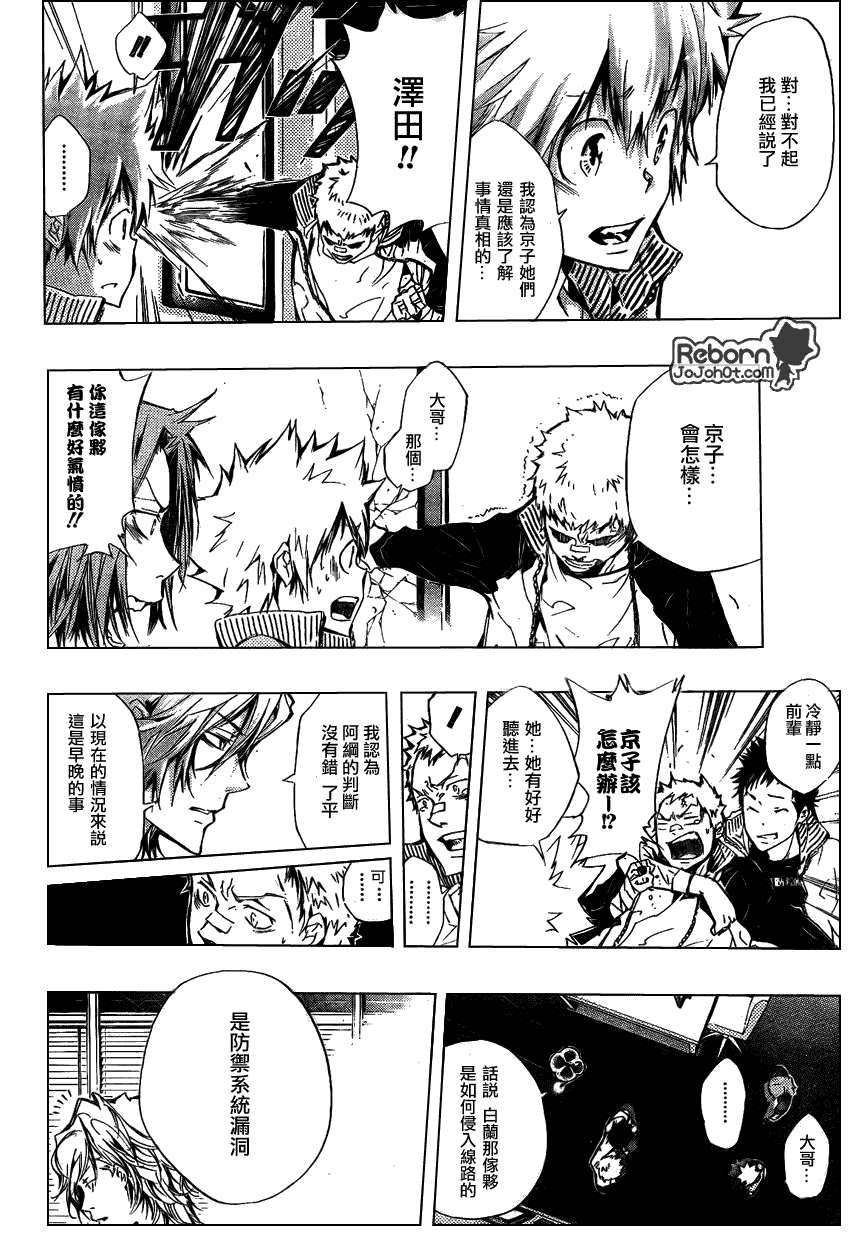 對…對不起
我已經説了
我認為京子她們
還是應該了解
事情真相的…
澤田!!
〃
………
Reborn
JoJoHOt.com
京子…
會怎樣…
大哥…
那個…
你這傢夥
有什麼好氣憤的!!
冷靜一點
前輩
京子該
怎麼辦ー!?
她…她有好好
聽進去…
………
我認為
阿綱的判斷
沒有錯 了平
可……
以現在的情況來說
這是早晚的事
大哥…
………
話説 白蘭那傢夥
是如何侵入線路的
是防禦系統漏洞